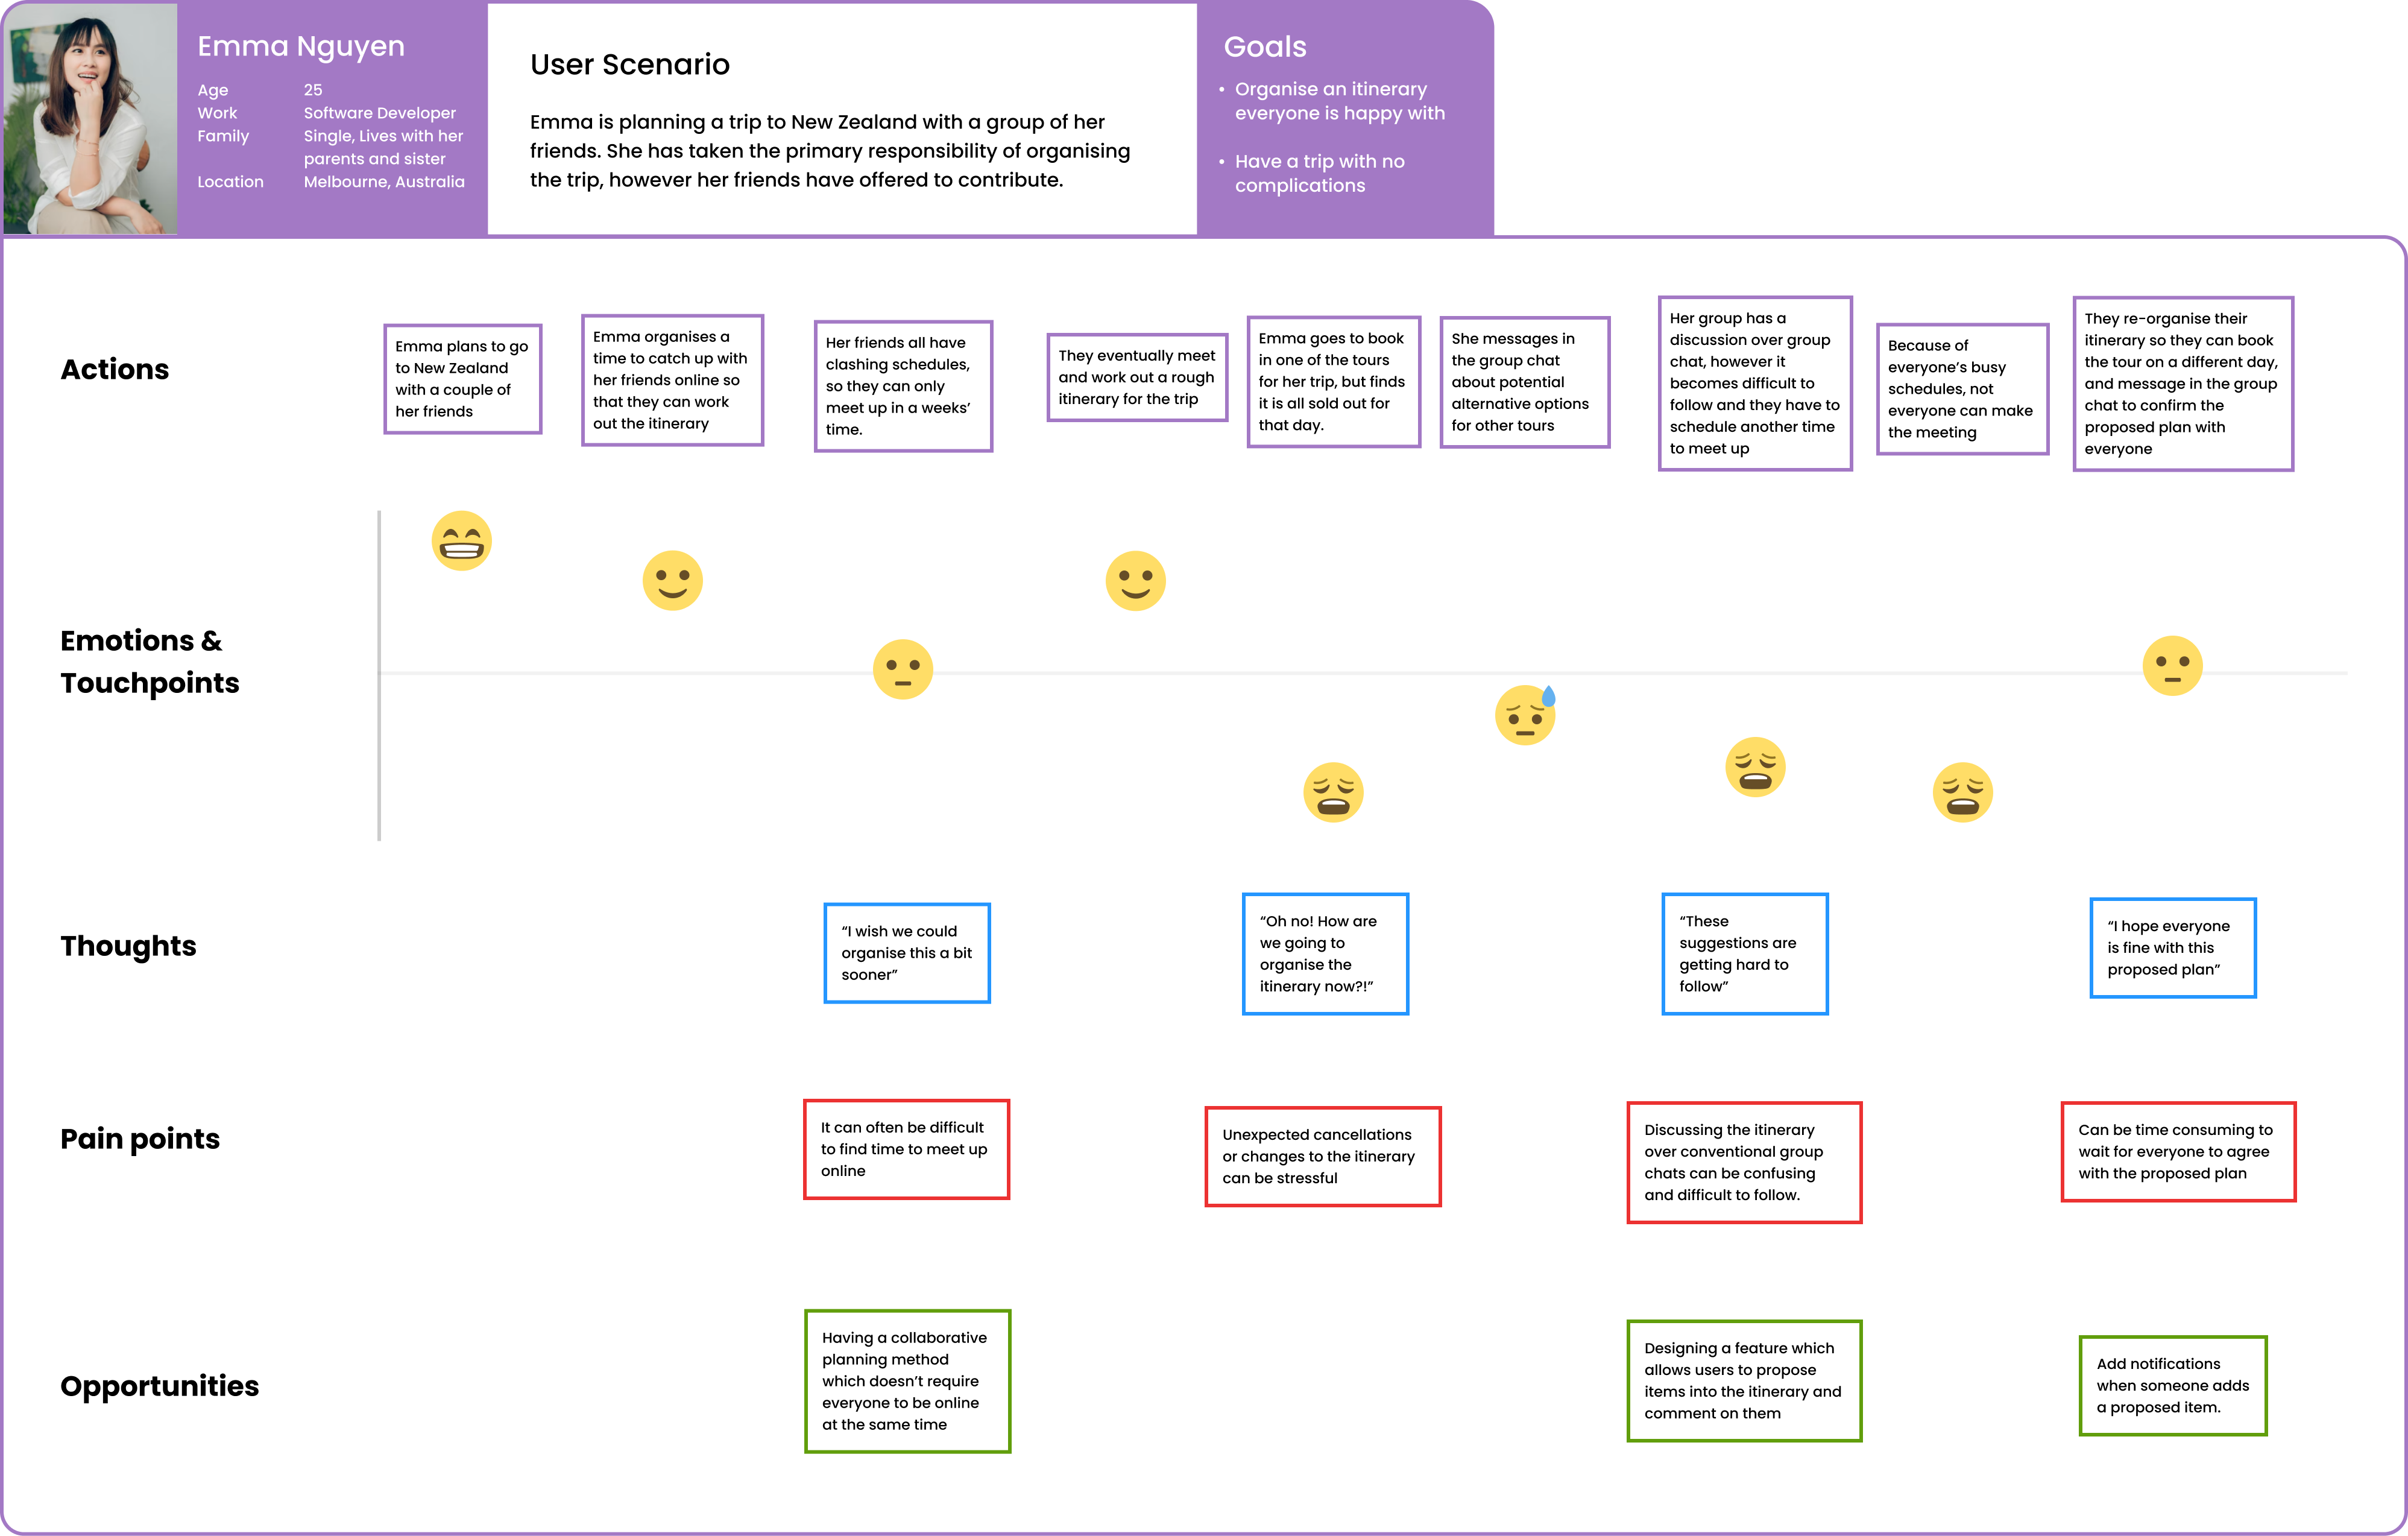 Emma Nguyen
Age 25
Work Software Developer
Family Single, Lives with her
parents and sister
Location Melbourne, Australia
User Scenario
Emma is planning a trip to New Zealand with a group of her
friends. She has taken the primary responsibility of organising
the trip, however her friends have offered to contribute.
Goals
• Organise an itinerary
everyone is happy with
• Have a trip with no
complications
Actions
Emma plans to go
to New Zealand
with a couple of
her friends
Emma organises a
time to catch up with
her friends online so
that they can work
out the itinerary
Her friends all have
clashing schedules,
so they can only
meet up in a weeks’
time.
They eventually meet
and work out a rough
itinerary for the trip
Emma goes to book
in one of the tours
for her trip, but finds
it is all sold out for
that day.
She messages in
the group chat
about potential
alternative options
for other tours
Her group has a
discussion over group
chat, however it
becomes difficult to
follow and they have to
schedule another time
to meet up
Because of
everyone’s busy
schedules, not
everyone can make
the meeting
They re-organise their
itinerary so they can book
the tour on a different day,
and message in the group
chat to confirm the
proposed plan with
everyone
Emotions &
Touchpoints
Thoughts
“I wish we could
organise this a bit
sooner”
“Oh no! How are
we going to
organise the
itinerary now?!”
“These
suggestions are
getting hard to
follow”
“I hope everyone
is fine with this
proposed plan”
Pain points
It can often be difficult
to find time to meet up
online
Unexpected cancellations
or changes to the itinerary
can be stressful
Discussing the itinerary
over conventional group
chats can be confusing
and difficult to follow.
Can be time consuming to
wait for everyone to agree
with the proposed plan
Opportunities
Having a collaborative
planning method
which doesn’t require
everyone to be online
at the same time
Designing a feature which
allows users to propose
items into the itinerary and
comment on them
Add notifications
when someone adds
a proposed item.